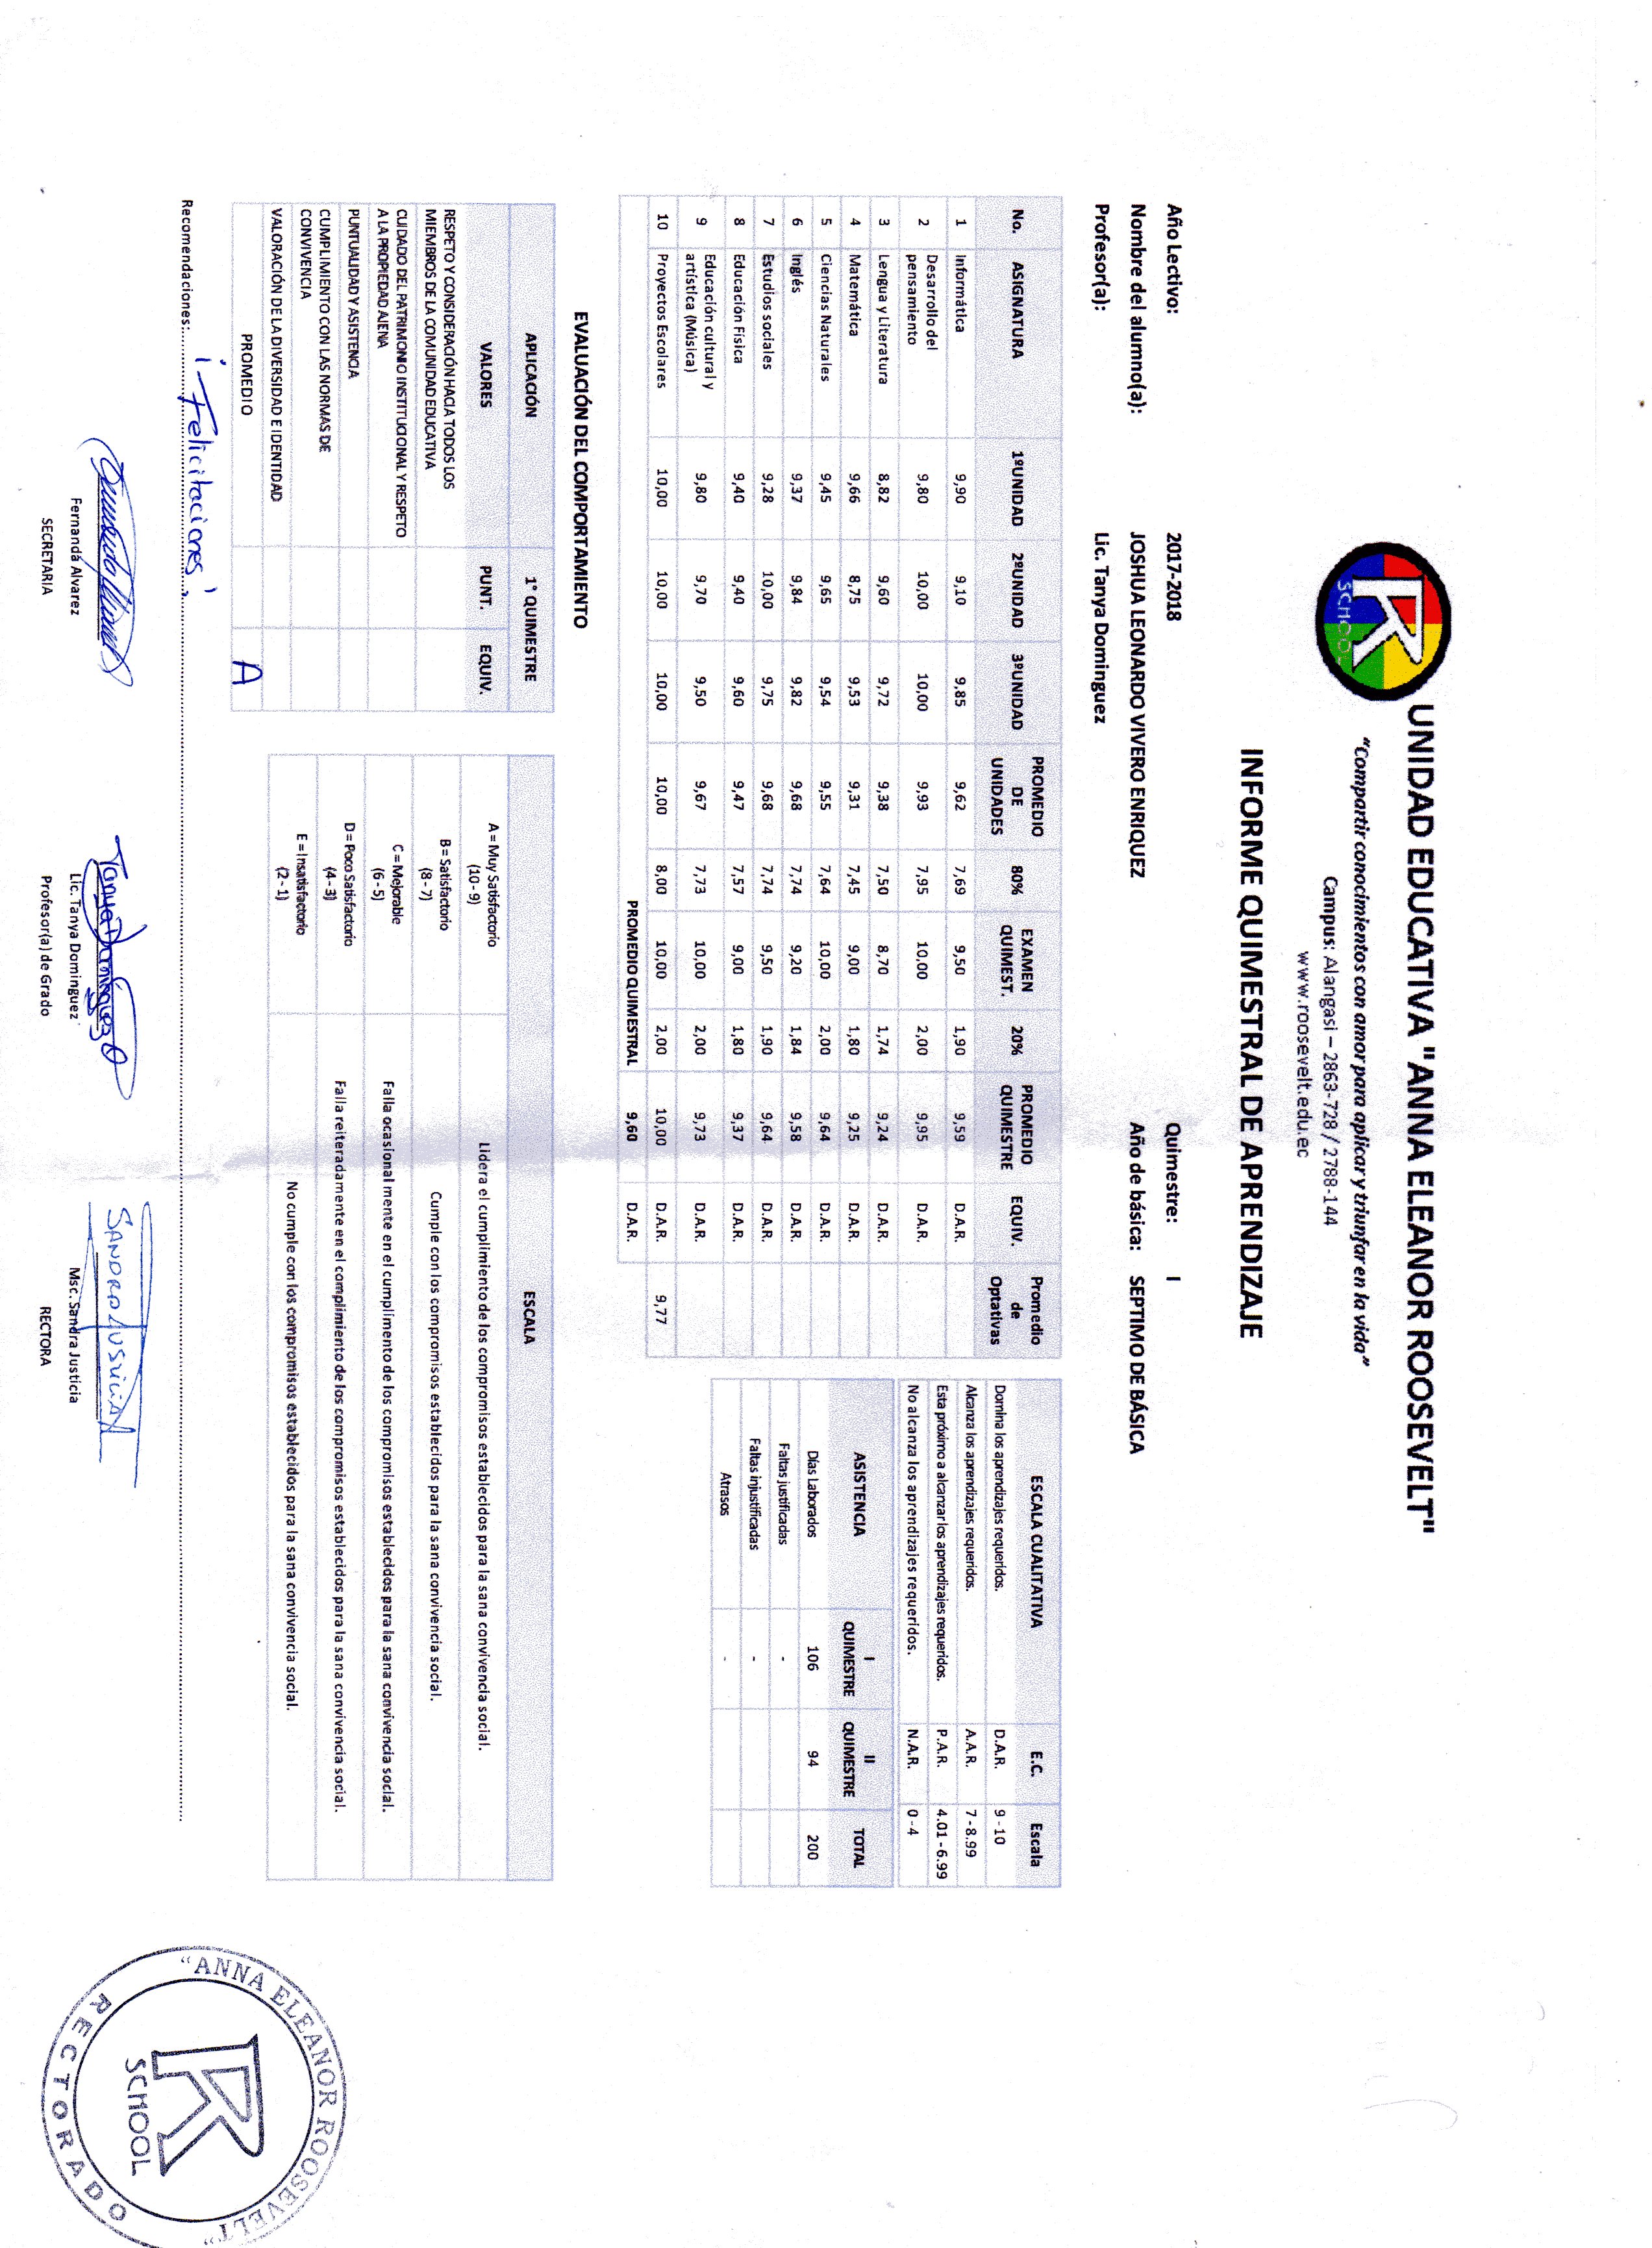 UNIDAD EDUCATIVA "ANNA ELEANOR ROOSEVELT"
"Compartir conocimientos con amor para aplicar y triunfar en la vida"
Campus: Alangasi – 2863-728 / 2788-144
www.roosevelt.edu.ec
R SCHOOL
INFORME QUIMESTRAL DE APRENDIZAJE
Año Lectivo: 2017-2018 Quimestre: I
Nombre del alumno(a): JOSHUA LEONARDO VIVERO ENRIQUEZ Año de básica: SEPTIMO DE BÁSICA
Profesor(a): Lic. Tanya Dominguez
No. ASIGNATURA 1ºUNIDAD 2ºUNIDAD 3ºUNIDAD PROMEDIO DE UNIDADES 80% EXAMEN QUIMEST. 20% PROMEDIO QUIMESTRE EQUIV. Promedio de Optativas
1 Informática 9,90 9,10 9,85 9,62 7,69 9,50 1,90 9,59 D.A.R.
2 Desarrollo del pensamiento 9,80 10,00 10,00 9,93 7,95 10,00 2,00 9,95 D.A.R.
3 Lengua y Literatura 8,82 9,60 9,72 9,38 7,50 8,70 1,74 9,24 D.A.R.
4 Matemática 9,66 8,75 9,53 9,31 7,45 9,00 1,80 9,25 D.A.R.
5 Ciencias Naturales 9,45 9,65 9,54 9,55 7,64 10,00 2,00 9,64 D.A.R.
6 Inglés 9,37 9,84 9,82 9,68 7,74 9,20 1,84 9,58 D.A.R.
7 Estudios sociales 9,28 10,00 9,75 9,68 7,74 9,50 1,90 9,64 D.A.R.
8 Educación Física 9,40 9,40 9,60 9,47 7,57 9,00 1,80 9,37 D.A.R.
9 Educación cultural y artística (Música) 9,80 9,70 9,50 9,67 7,73 10,00 2,00 9,73 D.A.R.
10 Proyectos Escolares 10,00 10,00 10,00 10,00 8,00 10,00 2,00 10,00 D.A.R. 9,77
PROMEDIO QUIMESTRAL 9,60 D.A.R.
ESCALA CUALITATIVA E.C. Escala
Domina los aprendizajes requeridos. D.A.R. 9 - 10
Alcanza los aprendizajes requeridos. A.A.R. 7 - 8.99
Esta próximo a alcanzar los aprendizajes requeridos. P.A.R. 4.01 - 6.99
No alcanza los aprendizajes requeridos. N.A.R. 0 - 4
ASISTENCIA I QUIMESTRE II QUIMESTRE TOTAL
Días Laborados 106 94 200
Faltas justificadas -
Faltas injustificadas -
Atrasos -
EVALUACIÓN DEL COMPORTAMIENTO
APLICACIÓN 1° QUIMESTRE
VALORES PUNT. EQUIV.
RESPETO Y CONSIDERACIÓN HACIA TODOS LOS
MIEMBROS DE LA COMUNIDAD EDUCATIVA
CUIDADO DEL PATRIMONIO INSTITUCIONAL Y RESPETO
A LA PROPIEDAD AJENA
PUNTUALIDAD Y ASISTENCIA
CUMPLIMIENTO CON LAS NORMAS DE
CONVIVENCIA
VALORACIÓN DE LA DIVERSIDAD E IDENTIDAD
PROMEDIO A
ESCALA
A = Muy Satisfactorio (10 - 9) Lidera el cumplimiento de los compromisos establecidos para la sana convivencia social.
B = Satisfactorio (8 - 7) Cumple con los compromisos establecidos para la sana convivencia social.
C = Mejorable (6 - 5) Falla ocasionalmente en el cumplimento de los compromisos establecidos para la sana convivencia social.
D = Poco Satisfactorio (4 - 3) Falla reiteradamente en el complimiento de los compromisos establecidos para la sana convivencia social.
E = Insatisfactorio (2 - 1) No cumple con los compromisos establecidos para la sana convivencia social.
Recomendaciones: ¡Felicitaciones!
Tanya Dominguez
SANDRA JUSTICIA
Fernanda Alvarez Lic. Tanya Dominguez Msc. Sandra Justicia
SECRETARIA Profesor(a) de Grado RECTORA
"ANNA ELEANOR ROOSEVELT"
R SCHOOL
RECTORADO